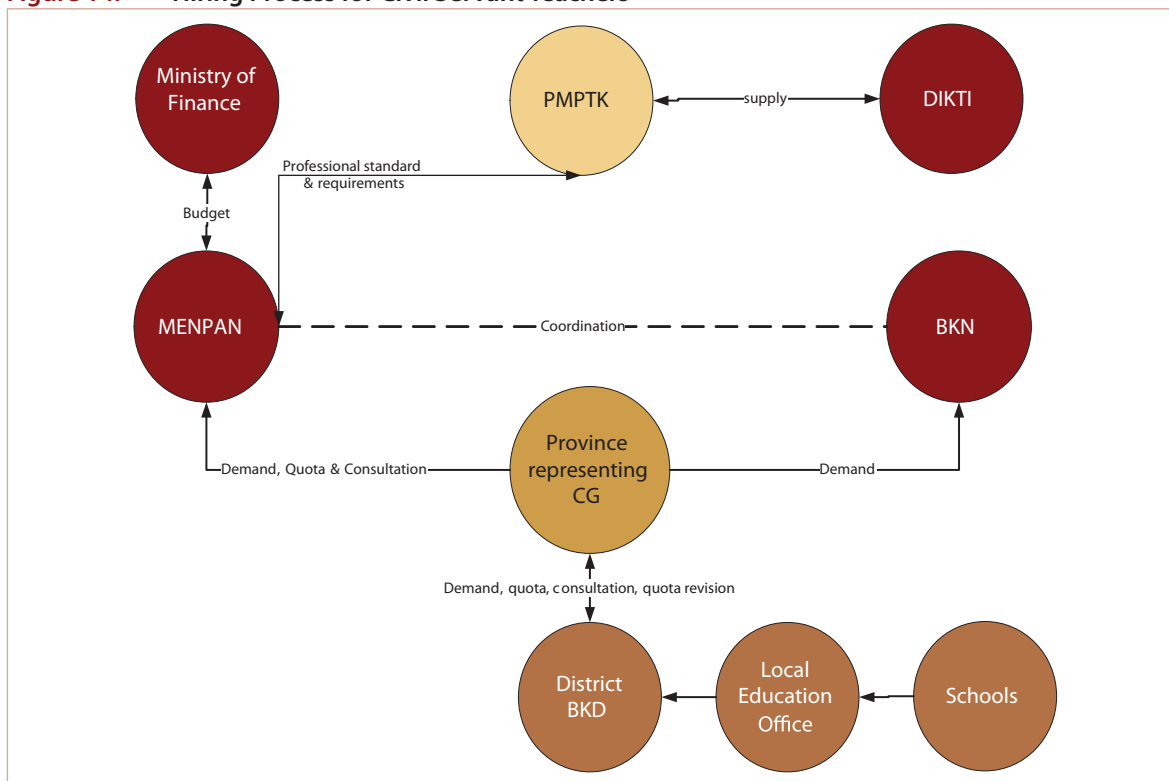 Ministry of
Finance
PMPTK
supply
DIKTI
Professional standard
& requirements
Budget
MENPAN
Coordination
BKN
Province
representing
CG
Demand, Quota & Consultation
Demand
Demand, quota, consultation, quota revision
District
BKD
Local
Education
Office
Schools